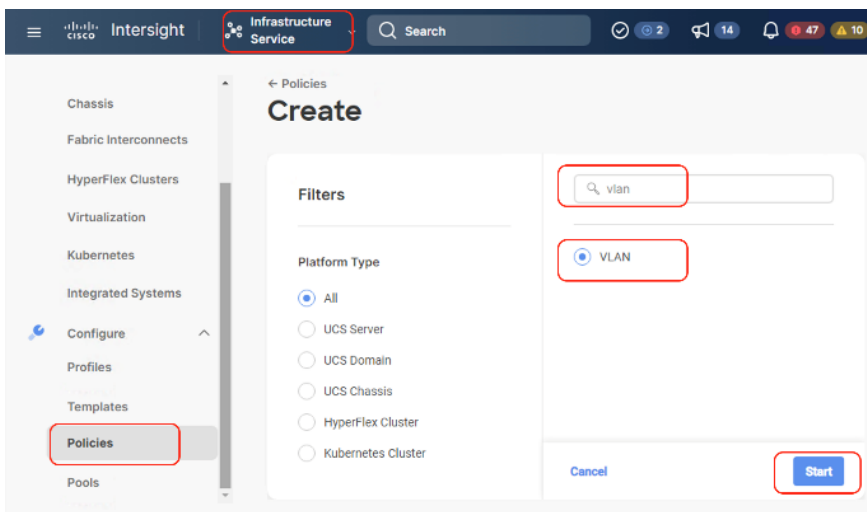 cisco Intersight
Infrastructure
Service
Search
2
14
47
10
Chassis
Fabric Interconnects
HyperFlex Clusters
Virtualization
Kubernetes
Integrated Systems
Configure
Profiles
Templates
Policies
Pools
← Policies
Create
Filters
Platform Type
All
UCS Server
UCS Domain
UCS Chassis
HyperFlex Cluster
Kubernetes Cluster
vlan
VLAN
Cancel
Start